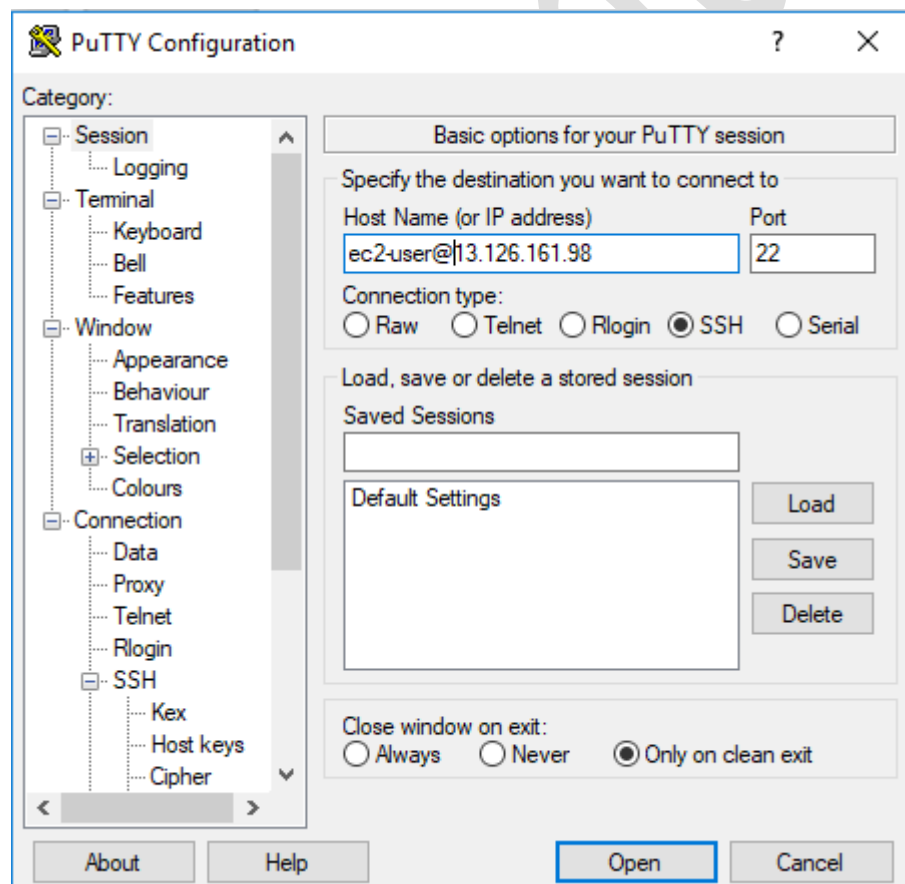 PuTTY Configuration
?
Category:
Session
Logging
Terminal
Keyboard
Bell
Features
Window
Appearance
Behaviour
Translation
Selection
Colours
Connection
Data
Proxy
Telnet
Rlogin
SSH
Kex
Host keys
Cipher
Basic options for your PuTTY session
Specify the destination you want to connect to
Host Name (or IP address) Port
ec2-user@13.126.161.98 22
Connection type:
Raw Telnet Rlogin SSH Serial
Load, save or delete a stored session
Saved Sessions
Default Settings
Load
Save
Delete
Close window on exit:
Always Never Only on clean exit
About Help Open Cancel